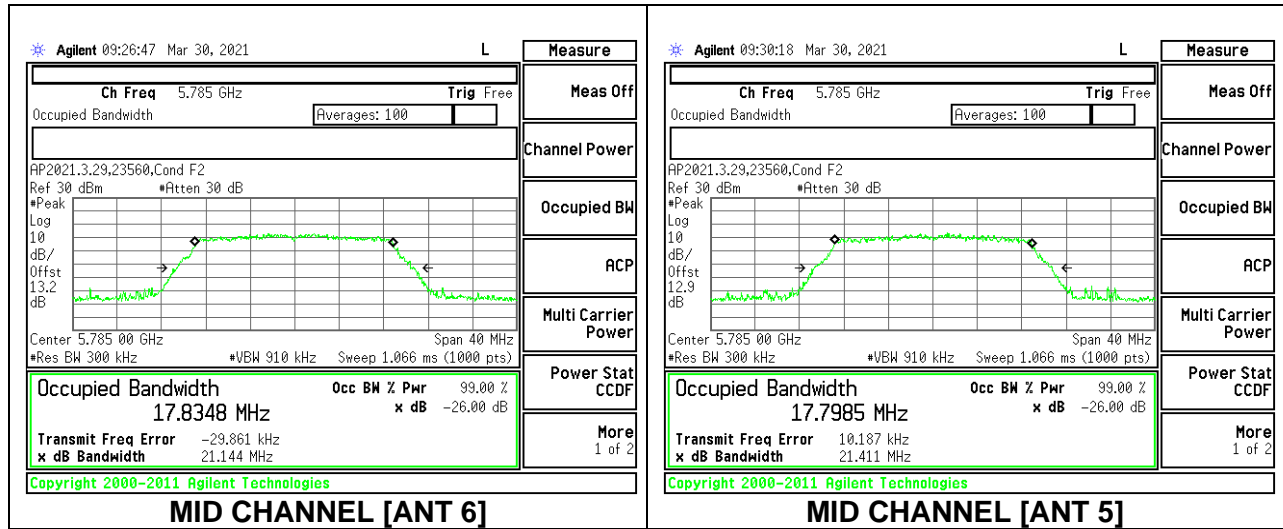 Agilent 09:26:47 Mar 30, 2021 L Measure
Ch Freq 5.785 GHz Trig Free
Meas Off
Occupied Bandwidth Averages: 100
Channel Power
AP2021.3.29,23560,Cond F2
Ref 30 dBm #Atten 30 dB
#Peak
Log
10
dB/
Offst
13.2
dB
Occupied BW
ACP
Multi Carrier
Power
Center 5.785 00 GHz Span 40 MHz
#Res BW 300 kHz #VBW 910 kHz Sweep 1.066 ms (1000 pts)
Power Stat
CCDF
Occupied Bandwidth Occ BW % Pwr 99.00 %
17.8348 MHz x dB -26.00 dB
Transmit Freq Error -29.861 kHz
x dB Bandwidth 21.144 MHz
More
1 of 2
Copyright 2000-2011 Agilent Technologies
MID CHANNEL [ANT 6]
Agilent 09:30:18 Mar 30, 2021 L Measure
Ch Freq 5.785 GHz Trig Free
Meas Off
Occupied Bandwidth Averages: 100
Channel Power
AP2021.3.29,23560,Cond F2
Ref 30 dBm #Atten 30 dB
#Peak
Log
10
dB/
Offst
12.9
dB
Occupied BW
ACP
Multi Carrier
Power
Center 5.785 00 GHz Span 40 MHz
#Res BW 300 kHz #VBW 910 kHz Sweep 1.066 ms (1000 pts)
Power Stat
CCDF
Occupied Bandwidth Occ BW % Pwr 99.00 %
17.7985 MHz x dB -26.00 dB
Transmit Freq Error 10.187 kHz
x dB Bandwidth 21.411 MHz
More
1 of 2
Copyright 2000-2011 Agilent Technologies
MID CHANNEL [ANT 5]